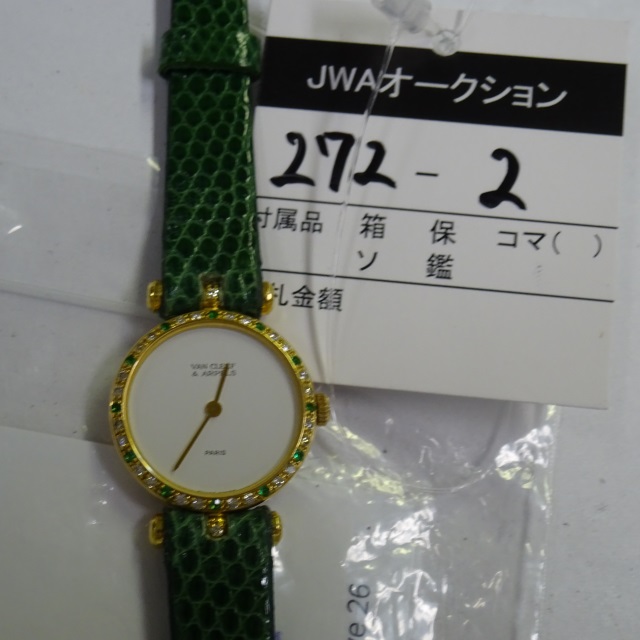 JWAオークション
272-2
付属品 箱 保 コマ( )
ソ 鑑
札金額
VAN CLEEF
& ARPELS
PARIS